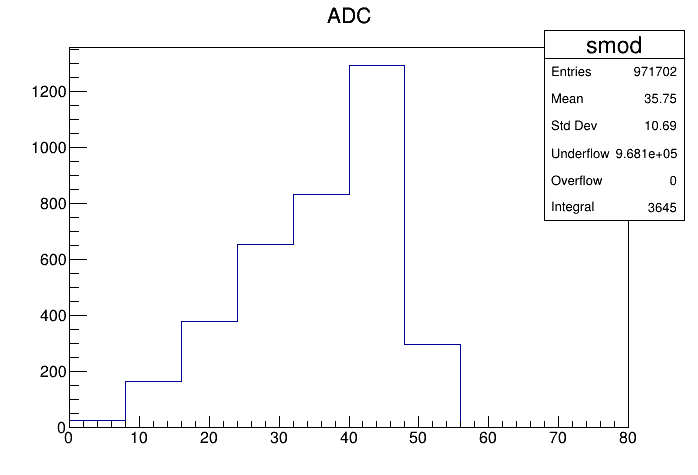 ADC
smod
Entries 971702
Mean 35.75
Std Dev 10.69
Underflow 9.681e+05
Overflow 0
Integral 3645
1200
1000
800
600
400
200
0
0 10 20 30 40 50 60 70 80